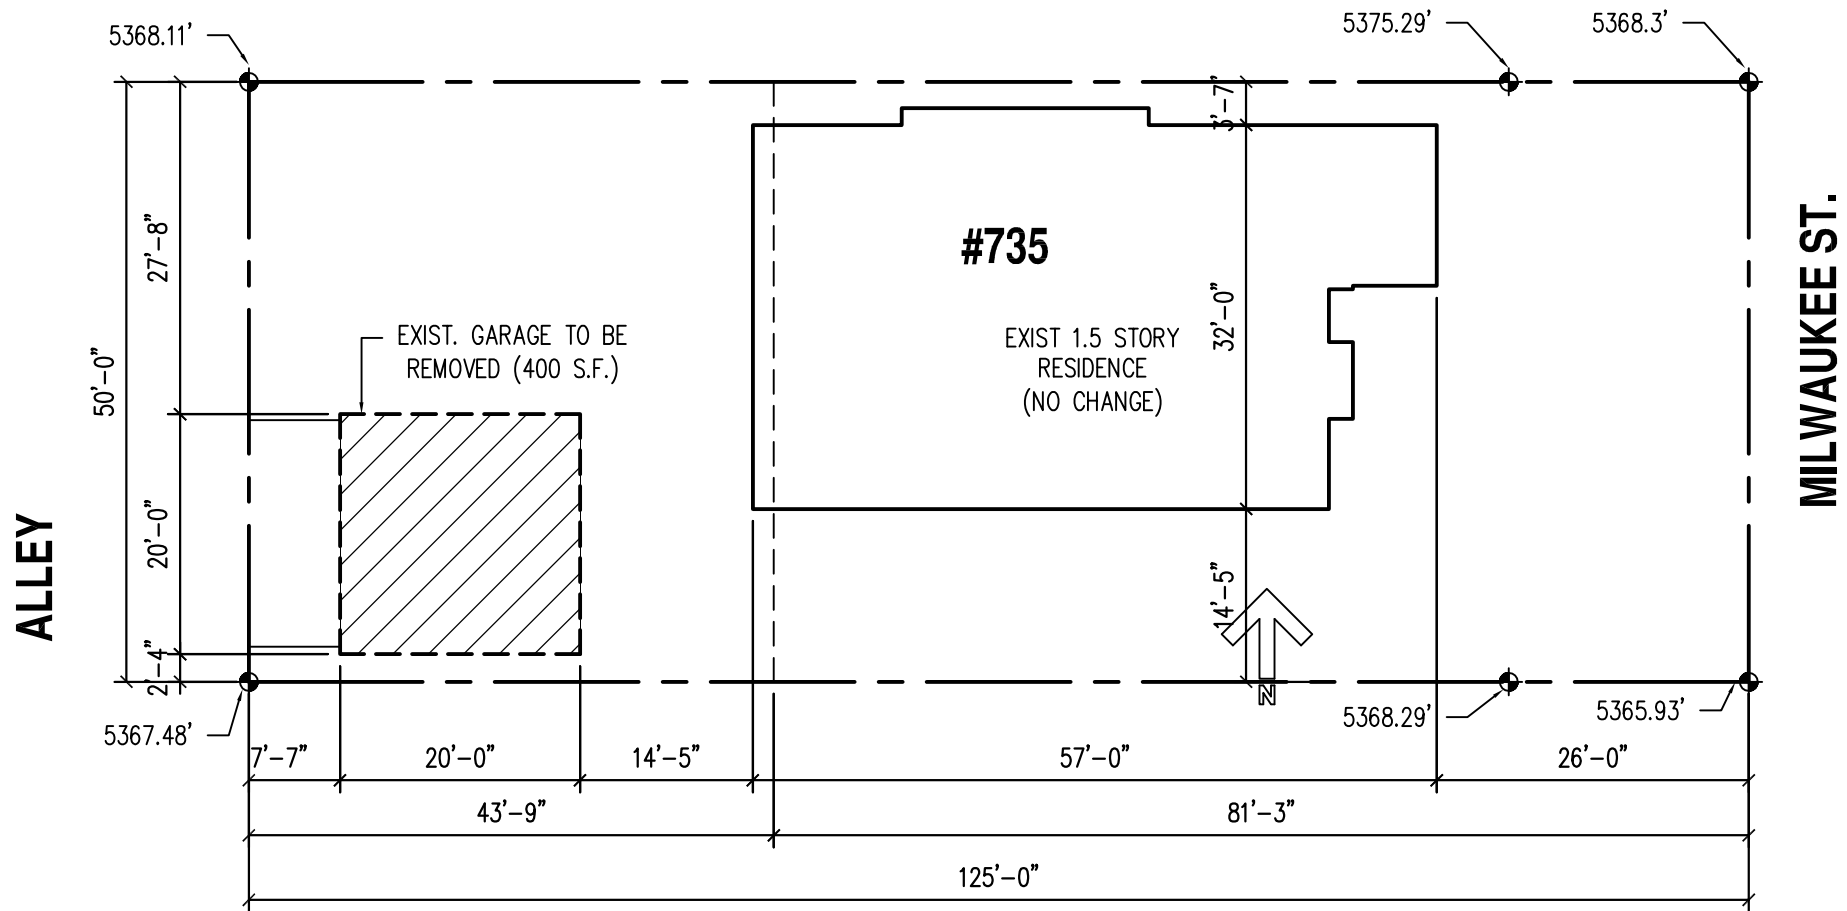 5368.11'
5375.29'
5368.3'
3'-7"
#735
27'-8"
32'-0"
EXIST. GARAGE TO BE
REMOVED (400 S.F.)
EXIST 1.5 STORY
RESIDENCE
(NO CHANGE)
MILWAUKEE ST.
50'-0"
ALLEY
20'-0"
14'-5"
2'-4"
N
5367.48'
5368.29'
5365.93'
7'-7"
20'-0"
14'-5"
57'-0"
26'-0"
43'-9"
81'-3"
125'-0"